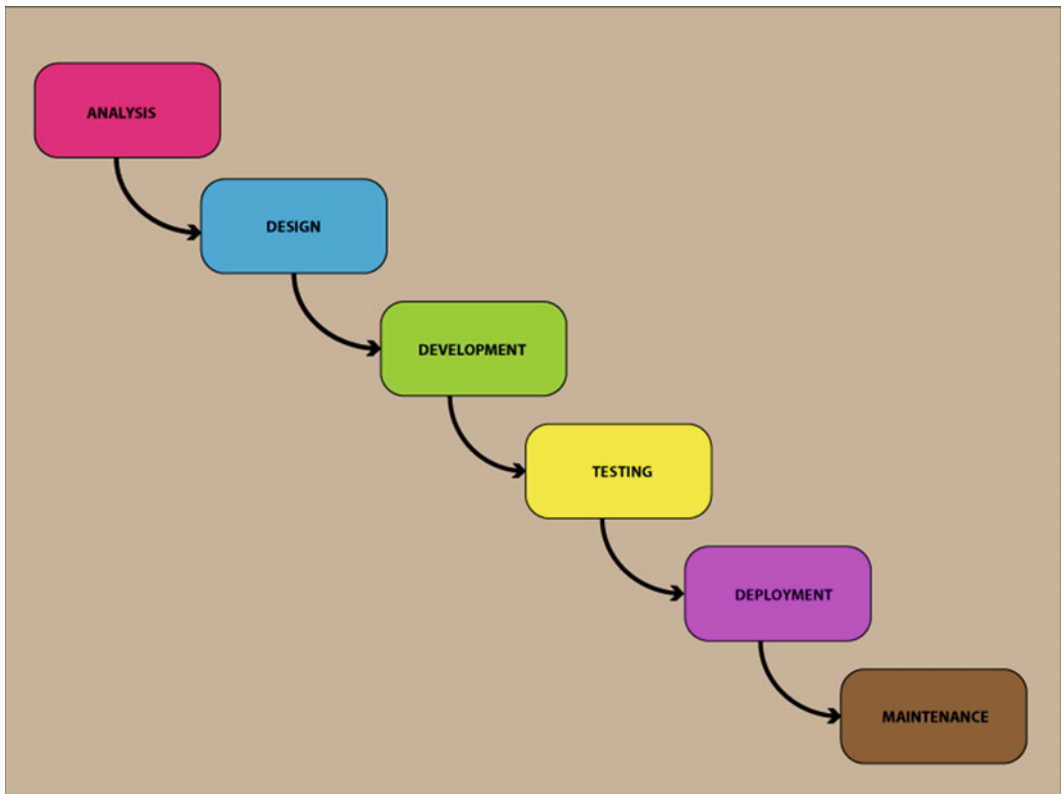 ANALYSIS
DESIGN
DEVELOPMENT
TESTING
DEPLOYMENT
MAINTENANCE